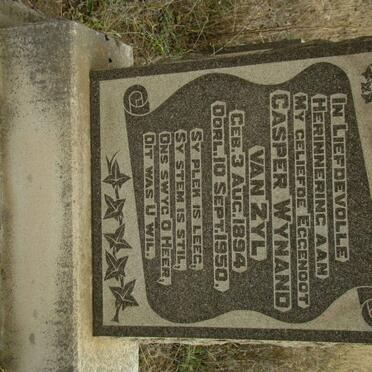 IN LIEFDEVOLLE
HERINNERING AAN
MY GELIEFDE EGGENOOT
CASPER WYNAND
VAN ZYL
GEB. 3 AUG. 1894.
OORL. 10 SEPT. 1950.
SY PLEK IS LEEG,
SY STEM IS STIL,
ONS SWYG O HEER,
DIT WAS U WIL.